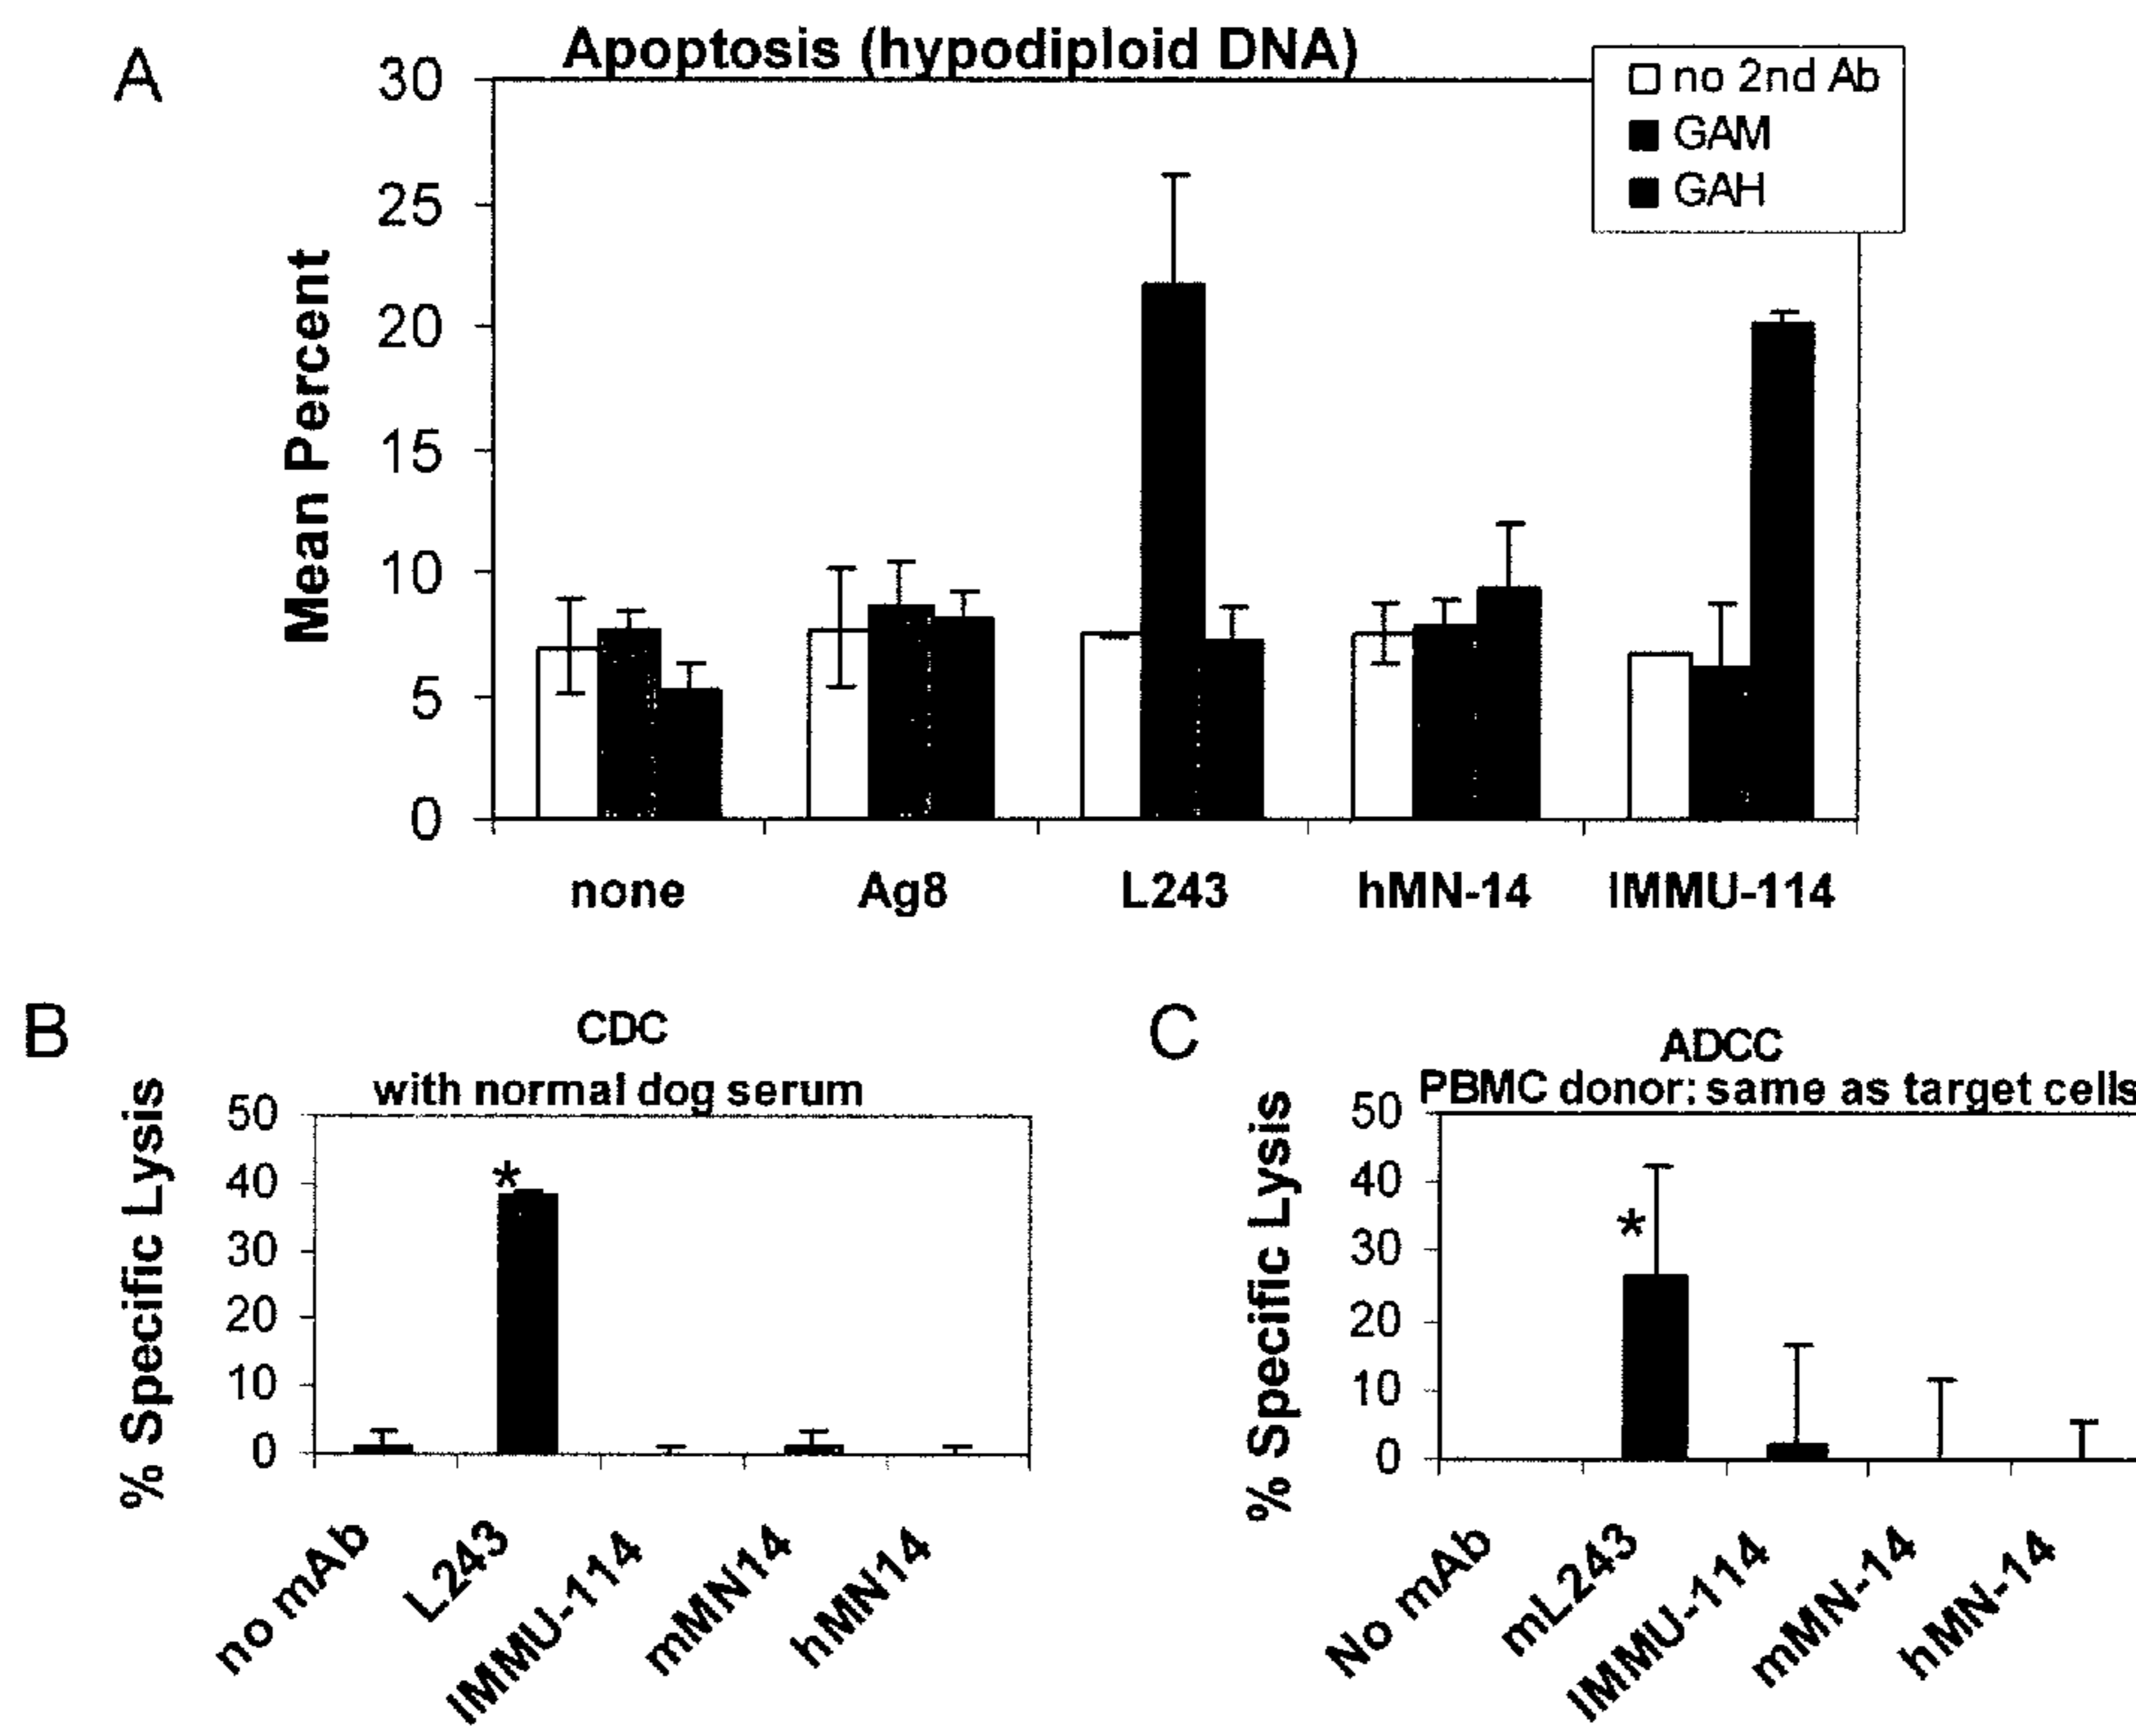 A
Apoptosis (hypodiploid DNA)
no 2nd Ab
GAM
GAH
Mean Percent
30
25
20
15
10
5
0
none Ag8 L243 hMN-14 IMMU-114
B
CDC
with normal dog serum
% Specific Lysis
50
40
30
20
10
0
*
no mAb L243 IMMU-114 mMN14 hMN14
C
ADCC
PBMC donor: same as target cells
% Specific Lysis
50
40
30
20
10
0
*
No mAb mL243 IMMU-114 mMN-14 hMN-14